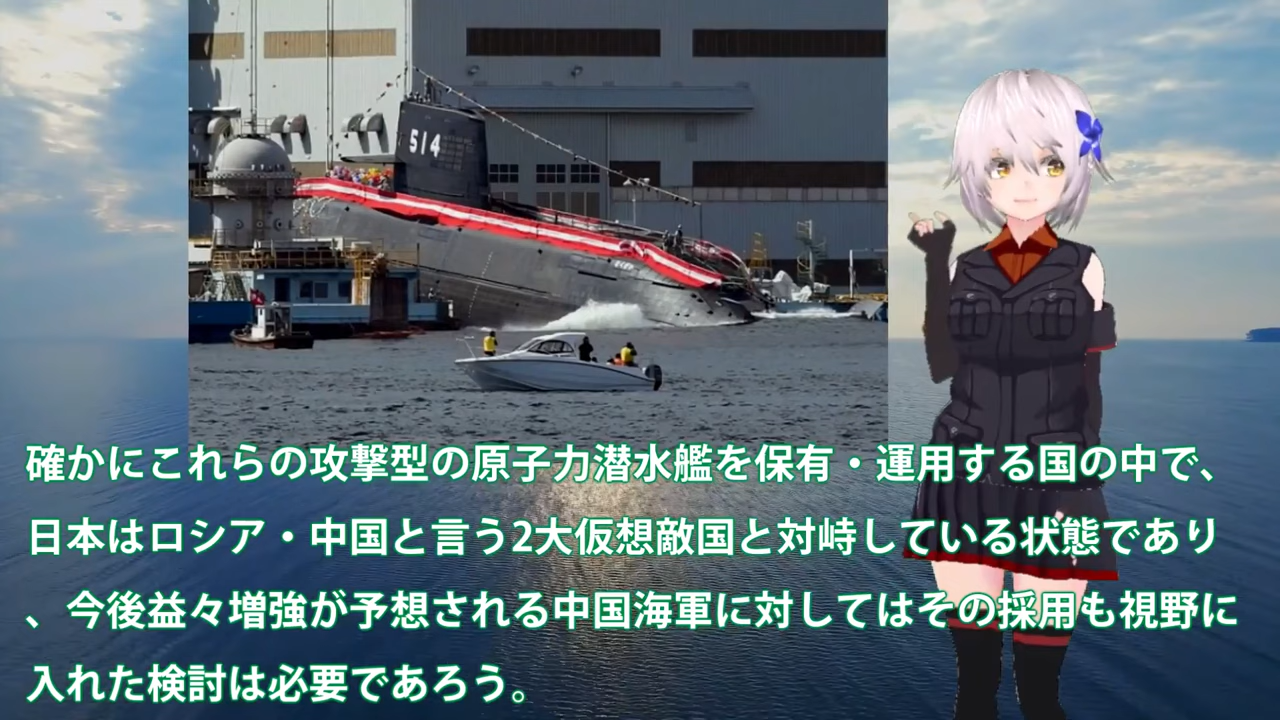 514
確かにこれらの攻撃型の原子力潜水艦を保有・運用する国の中で、
日本はロシア・中国と言う2大仮想敵国と対峙している状態であり
、今後益々増強が予想される中国海軍に対してはその採用も視野に
入れた検討は必要であろう。